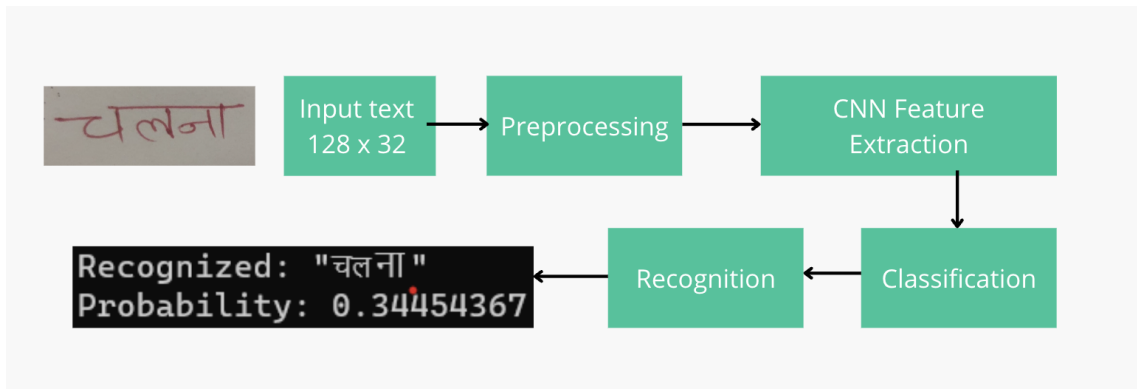 चलना
Input text
128 x 32
Preprocessing
CNN Feature
Extraction
Classification
Recognition
Recognized: "चलना"
Probability: 0.34454367